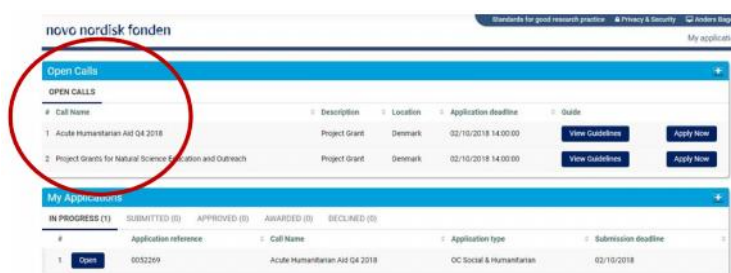 Standards for good research practice Privacy & Security Anders Bage
novo nordisk fonden
My applicati
Open Calls
OPEN CALLS
# Call Name Description Location Application deadline Guide
1 Acute Humanitarian Aid Q4 2018 Project Grant Denmark 02/10/2018 14:00:00 View Guidelines Apply Now
2 Project Grants for Natural Science Education and Outreach Project Grant Denmark 02/10/2018 14:00:00 View Guidelines Apply Now
My Applications
IN PROGRESS (1) SUBMITTED (0) APPROVED (0) AWARDED (0) DECLINED (0)
# Application reference Call Name Application type Submission deadline
1 Open 0052269 Acute Humanitarian Aid Q4 2018 OC Social & Humanitarian 02/10/2018